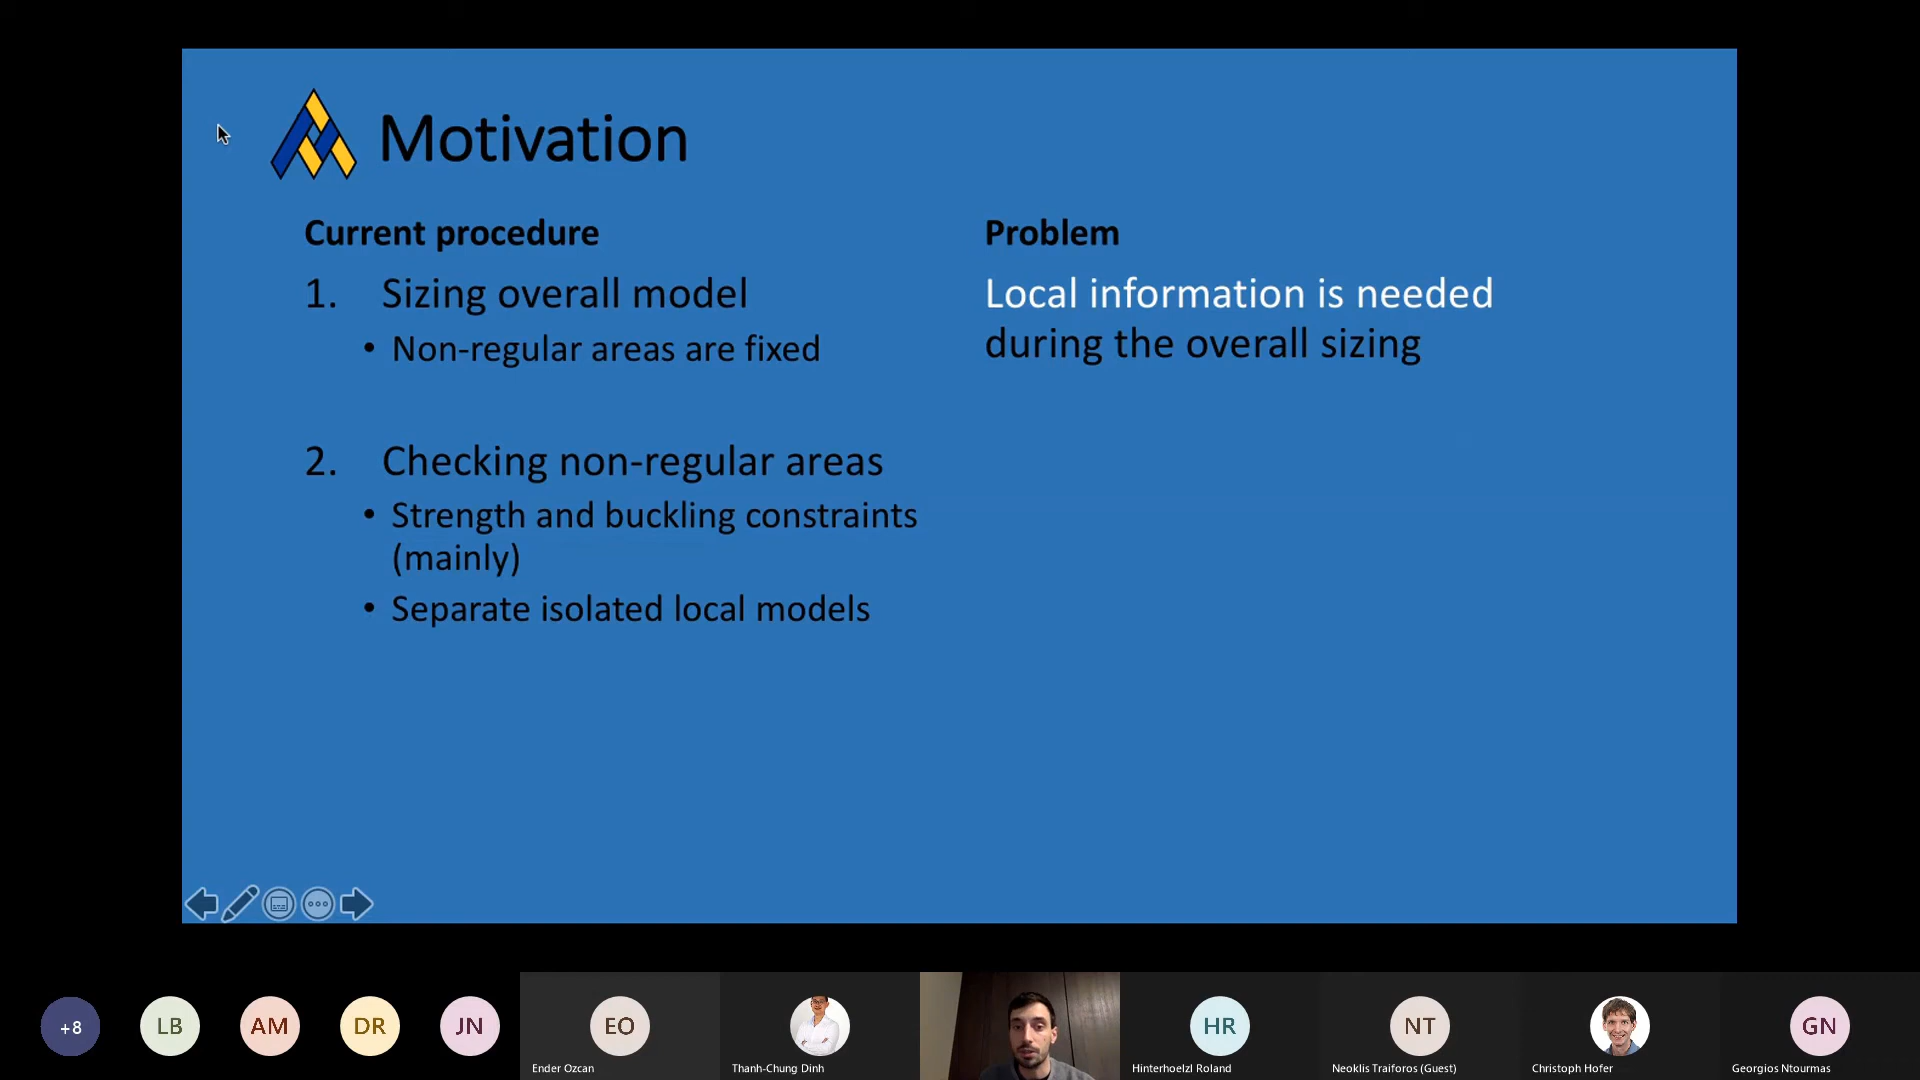 Motivation
Current procedure
1. Sizing overall model
• Non-regular areas are fixed
2. Checking non-regular areas
• Strength and buckling constraints
(mainly)
• Separate isolated local models
Problem
Local information is needed
during the overall sizing
+8
LB
AM
DR
JN
EO
Ender Ozcan
Thanh-Chung Dinh
HR
Hinterhoelzl Roland
NT
Neoklis Traiforos (Guest)
Christoph Hofer
GN
Georgios Ntourmas